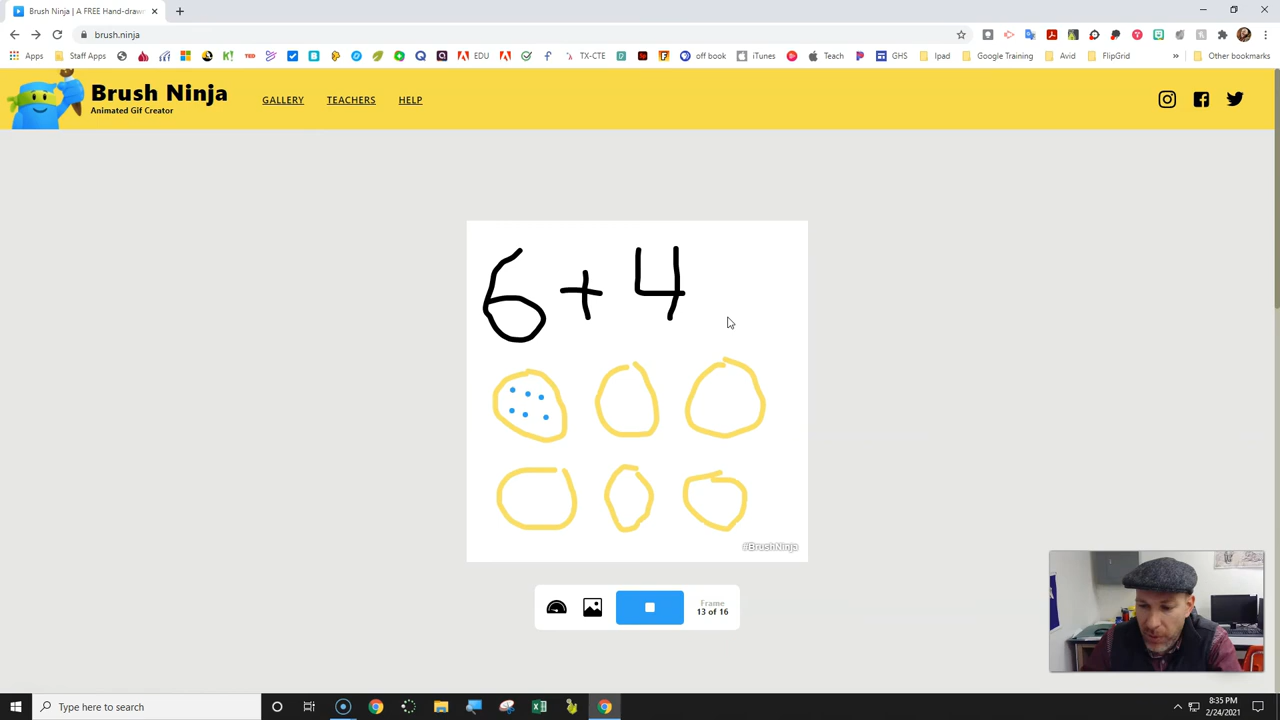 Brush Ninja | A FREE Hand-drawn
brush.ninja
Apps
Staff Apps
TED
EDU
TX-CTE
off book
iTunes
Teach
GHS
Ipad
Google Training
Avid
FlipGrid
Other bookmarks
Brush Ninja
Animated Gif Creator
GALLERY
TEACHERS
HELP
6 + 4
#BrushNinja
Frame
13 of 16
Type here to search
8:35 PM
2/24/2021